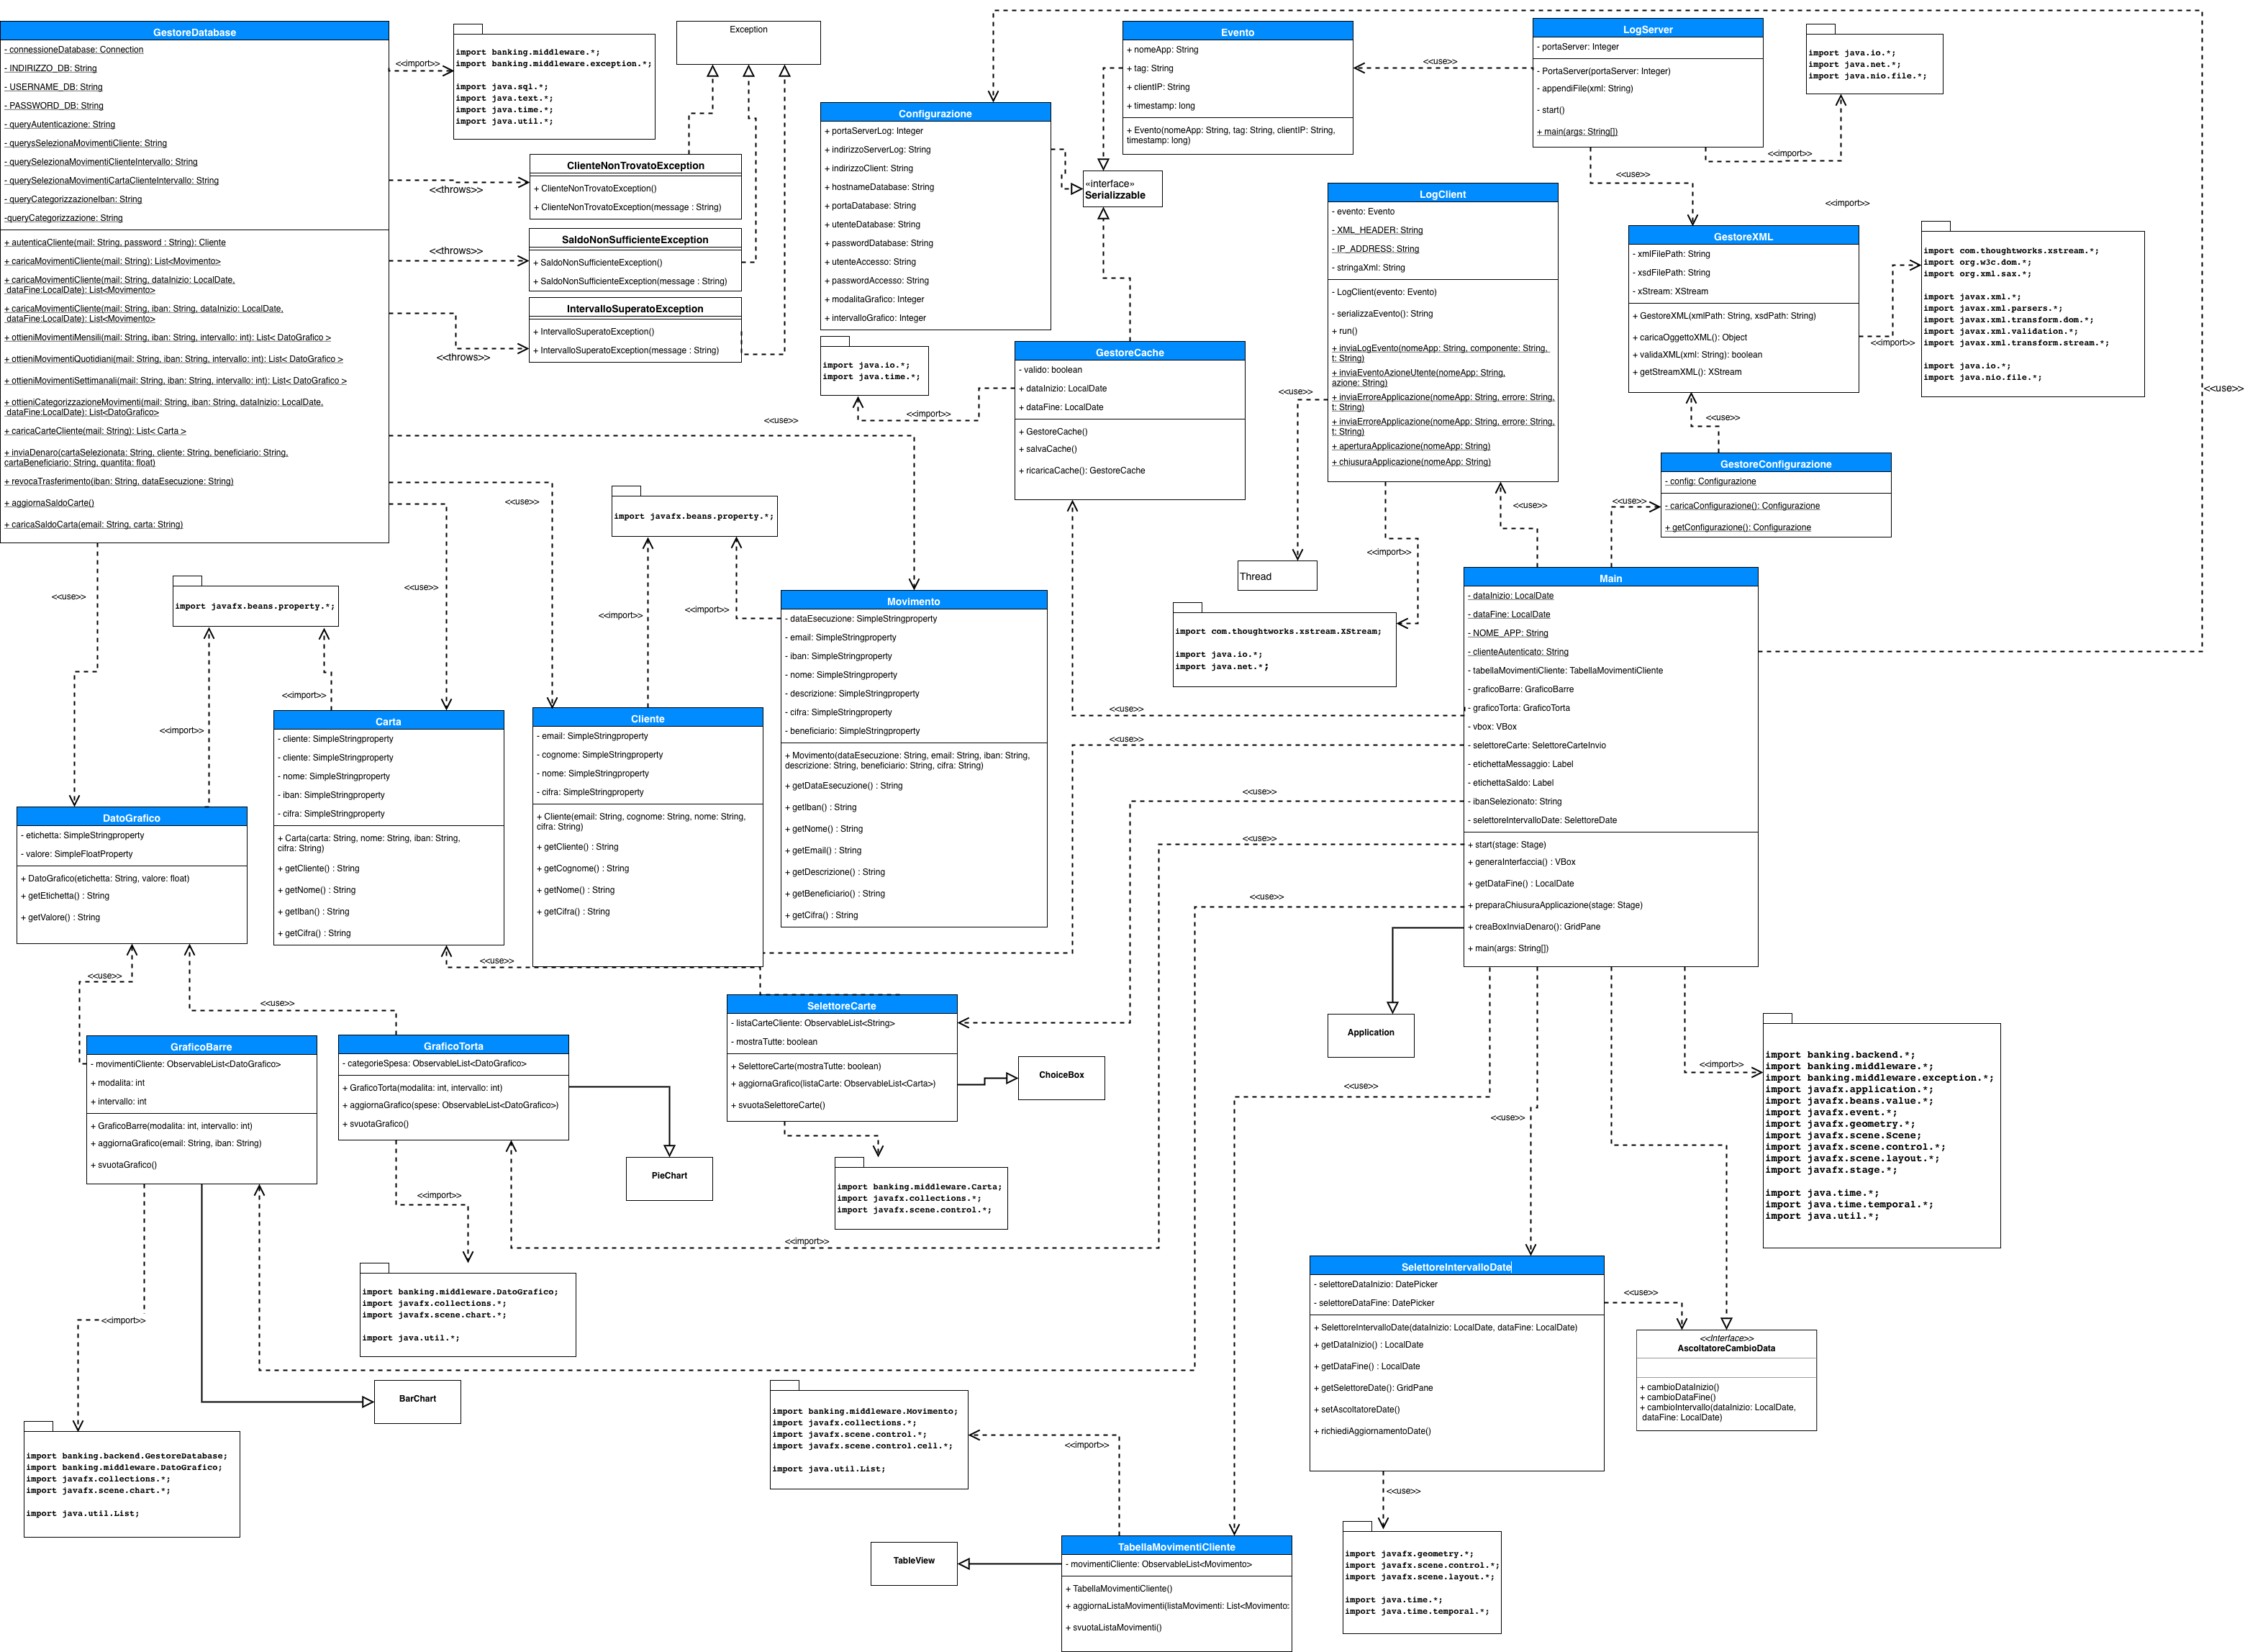 GestoreDatabase
- connessioneDatabase: Connection
- INDIRIZZO_DB: String
- USERNAME_DB: String
- PASSWORD_DB: String
- queryAutenticazione: String
- querysSelezionaMovimentiCliente: String
- querySelezionaMovimentiClienteIntervallo: String
- querySelezionaMovimentiCartaClienteIntervallo: String
- queryCategorizzazioneIban: String
-queryCategorizzazione: String
+ autenticaCliente(mail: String, password : String): Cliente
+ caricaMovimentiCliente(mail: String): List<Movimento>
+ caricaMovimentiCliente(mail: String, dataInizio: LocalDate,
dataFine:LocalDate): List<Movimento>
+ caricaMovimentiCliente(mail: String, iban: String, dataInizio: LocalDate,
dataFine:LocalDate): List<Movimento>
+ ottieniMovimentiMensili(mail: String, iban: String, intervallo: int): List< DatoGrafico >
+ ottieniMovimentiQuotidiani(mail: String, iban: String, intervallo: int): List< DatoGrafico >
+ ottieniMovimentiSettimanali(mail: String, iban: String, intervallo: int): List< DatoGrafico >
+ ottieniCategorizzazioneMovimenti(mail: String, iban: String, dataInizio: LocalDate,
dataFine:LocalDate): List<DatoGrafico>
+ caricaCarteCliente(mail: String): List< Carta >
+ inviaDenaro(cartaSelezionata: String, cliente: String, beneficiario: String,
cartaBeneficiario: String, quantita: float)
+ revocaTrasferimento(iban: String, dataEsecuzione: String)
+ aggiornaSaldoCarte()
+ caricaSaldoCarta(email: String, carta: String)
<<import>>
import banking.middleware.*;
import banking.middleware.exception.*;
import java.sql.*;
import java.text.*;
import java.time.*;
import java.util.*;
Exception
<<throws>>
ClienteNonTrovatoException
+ ClienteNonTrovatoException()
+ ClienteNonTrovatoException(message : String)
<<throws>>
SaldoNonSufficienteException
+ SaldoNonSufficienteException()
+ SaldoNonSufficienteException(message : String)
<<throws>>
IntervalloSuperatoException
+ IntervalloSuperatoException()
+ IntervalloSuperatoException(message : String)
Configurazione
+ portaServerLog: Integer
+ indirizzoServerLog: String
+ indirizzoClient: String
+ hostnameDatabase: String
+ portaDatabase: String
+ utenteDatabase: String
+ passwordDatabase: String
+ utenteAccesso: String
+ passwordAccesso: String
+ modalitaGrafico: Integer
+ intervalloGrafico: Integer
import java.io.*;
import java.time.*;
<<import>>
Evento
+ nomeApp: String
+ tag: String
+ clientIP: String
+ timestamp: long
+ Evento(nomeApp: String, tag: String, clientIP: String,
timestamp: long)
«interface»
Serializzable
<<use>>
LogServer
- portaServer: Integer
- PortaServer(portaServer: Integer)
- appendiFile(xml: String)
- start()
+ main(args: String[])
import java.io.*;
import java.net.*;
import java.nio.file.*;
<<import>>
<<use>>
<<import>>
GestoreXML
- xmlFilePath: String
- xsdFilePath: String
- xStream: XStream
+ GestoreXML(xmlPath: String, xsdPath: String)
+ caricaOggettoXML(): Object
+ validaXML(xml: String): boolean
+ getStreamXML(): XStream
<<import>>
import com.thoughtworks.xstream.*;
import org.w3c.dom.*;
import org.xml.sax.*;
import javax.xml.*;
import javax.xml.parsers.*;
import javax.xml.transform.dom.*;
import javax.xml.validation.*;
import javax.xml.transform.stream.*;
import java.io.*;
import java.nio.file.*;
<<use>>
LogClient
- evento: Evento
- XML_HEADER: String
- IP_ADDRESS: String
- stringaXml: String
- LogClient(evento: Evento)
- serializzaEvento(): String
+ run()
+ inviaLogEvento(nomeApp: String, componente: String,
t: String)
+ inviaEventoAzioneUtente(nomeApp: String,
azione: String)
+ inviaErroreApplicazione(nomeApp: String, errore: String,
t: String)
+ inviaErroreApplicazione(nomeApp: String, errore: String,
t: String)
+ aperturaApplicazione(nomeApp: String)
+ chiusuraApplicazione(nomeApp: String)
<<use>>
Thread
<<import>>
import com.thoughtworks.xstream.XStream;
import java.io.*;
import java.net.*;
GestoreCache
- valido: boolean
+ dataInizio: LocalDate
+ dataFine: LocalDate
+ GestoreCache()
+ salvaCache()
+ ricaricaCache(): GestoreCache
<<use>>
GestoreConfigurazione
- config: Configurazione
- caricaConfigurazione(): Configurazione
+ getConfigurazione(): Configurazione
<<use>>
<<use>>
Main
- dataInizio: LocalDate
- dataFine: LocalDate
- NOME_APP: String
- clienteAutenticato: String
- tabellaMovimentiCliente: TabellaMovimentiCliente
- graficoBarre: GraficoBarre
- graficoTorta: GraficoTorta
- vbox: VBox
- selettoreCarte: SelettoreCarteInvio
- etichettaMessaggio: Label
- etichettaSaldo: Label
- ibanSelezionato: String
- selettoreIntervalloDate: SelettoreDate
+ start(stage: Stage)
+ generaInterfaccia() : VBox
+ getDataFine() : LocalDate
+ preparaChiusuraApplicazione(stage: Stage)
+ creaBoxInviaDenaro(): GridPane
+ main(args: String[])
<<use>>
<<use>>
<<use>>
<<use>>
<<use>>
<<use>>
<<use>>
<<use>>
<<use>>
import javafx.beans.property.*;
<<import>>
<<import>>
import javafx.beans.property.*;
<<import>>
<<import>>
Movimento
- dataEsecuzione: SimpleStringproperty
- email: SimpleStringproperty
- iban: SimpleStringproperty
- nome: SimpleStringproperty
- descrizione: SimpleStringproperty
- cifra: SimpleStringproperty
- beneficiario: SimpleStringproperty
+ Movimento(dataEsecuzione: String, email: String, iban: String,
descrizione: String, beneficiario: String, cifra: String)
+ getDataEsecuzione() : String
+ getIban() : String
+ getNome() : String
+ getEmail() : String
+ getDescrizione() : String
+ getBeneficiario() : String
+ getCifra() : String
Carta
- cliente: SimpleStringproperty
- cliente: SimpleStringproperty
- nome: SimpleStringproperty
- iban: SimpleStringproperty
- cifra: SimpleStringproperty
+ Carta(carta: String, nome: String, iban: String,
cifra: String)
+ getCliente() : String
+ getNome() : String
+ getIban() : String
+ getCifra() : String
Cliente
- email: SimpleStringproperty
- cognome: SimpleStringproperty
- nome: SimpleStringproperty
- cifra: SimpleStringproperty
+ Cliente(email: String, cognome: String, nome: String,
cifra: String)
+ getCliente() : String
+ getCognome() : String
+ getNome() : String
+ getCifra() : String
DatoGrafico
- etichetta: SimpleStringproperty
- valore: SimpleFloatProperty
+ DatoGrafico(etichetta: String, valore: float)
+ getEtichetta() : String
+ getValore() : String
<<use>>
<<use>>
<<use>>
GraficoBarre
- movimentiCliente: ObservableList<DatoGrafico>
+ modalita: int
+ intervallo: int
+ GraficoBarre(modalita: int, intervallo: int)
+ aggiornaGrafico(email: String, iban: String)
+ svuotaGrafico()
GraficoTorta
- categorieSpesa: ObservableList<DatoGrafico>
+ GraficoTorta(modalita: int, intervallo: int)
+ aggiornaGrafico(spese: ObservableList<DatoGrafico>)
+ svuotaGrafico()
SelettoreCarte
- listaCarteCliente: ObservableList<String>
- mostraTutte: boolean
+ SelettoreCarte(mostraTutte: boolean)
+ aggiornaGrafico(listaCarte: ObservableList<Carta>)
+ svuotaSelettoreCarte()
ChoiceBox
Application
PieChart
import banking.middleware.Carta;
import javafx.collections.*;
import javafx.scene.control.*;
<<import>>
<<import>>
import banking.middleware.DatoGrafico;
import javafx.collections.*;
import javafx.scene.chart.*;
import java.util.*;
<<import>>
import banking.backend.GestoreDatabase;
import banking.middleware.DatoGrafico;
import javafx.collections.*;
import javafx.scene.chart.*;
import java.util.List;
BarChart
<<use>>
<<use>>
<<import>>
import banking.backend.*;
import banking.middleware.*;
import banking.middleware.exception.*;
import javafx.application.*;
import javafx.beans.value.*;
import javafx.event.*;
import javafx.geometry.*;
import javafx.scene.Scene;
import javafx.scene.control.*;
import javafx.scene.layout.*;
import javafx.stage.*;
import java.time.*;
import java.time.temporal.*;
import java.util.*;
SelettoreIntervalloDate
- selettoreDataInizio: DatePicker
- selettoreDataFine: DatePicker
+ SelettoreIntervalloDate(dataInizio: LocalDate, dataFine: LocalDate)
+ getDataInizio() : LocalDate
+ getDataFine() : LocalDate
+ getSelettoreDate(): GridPane
+ setAscoltatoreDate()
+ richiediAggiornamentoDate()
<<use>>
<<Interface>>
AscoltatoreCambioData
+ cambioDataInizio()
+ cambioDataFine()
+ cambioIntervallo(dataInizio: LocalDate,
dataFine: LocalDate)
<<use>>
import javafx.geometry.*;
import javafx.scene.control.*;
import javafx.scene.layout.*;
import java.time.*;
import java.time.temporal.*;
import banking.middleware.Movimento;
import javafx.collections.*;
import javafx.scene.control.*;
import javafx.scene.control.cell.*;
import java.util.List;
<<import>>
TableView
TabellaMovimentiCliente
- movimentiCliente: ObservableList<Movimento>
+ TabellaMovimentiCliente()
+ aggiornaListaMovimenti(listaMovimenti: List<Movimento:
+ svuotaListaMovimenti()